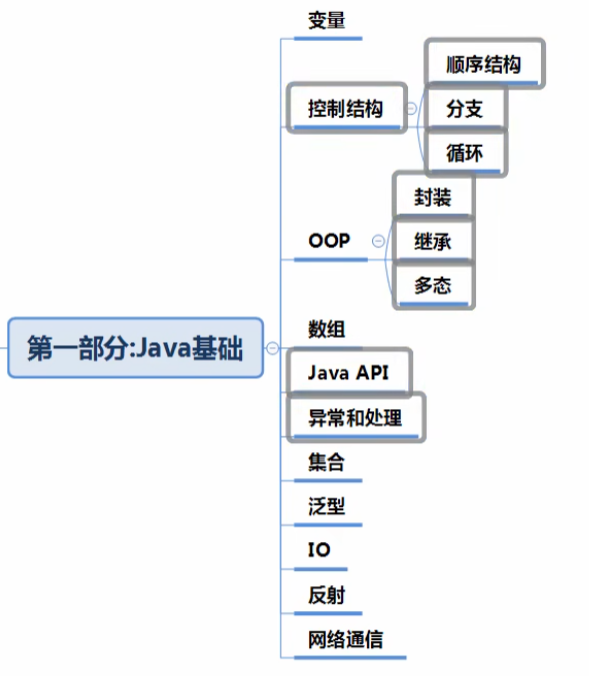 变量
控制结构
顺序结构
分支
循环
OOP
封装
继承
多态
第一部分:Java基础
数组
Java API
异常和处理
集合
泛型
IO
反射
网络通信